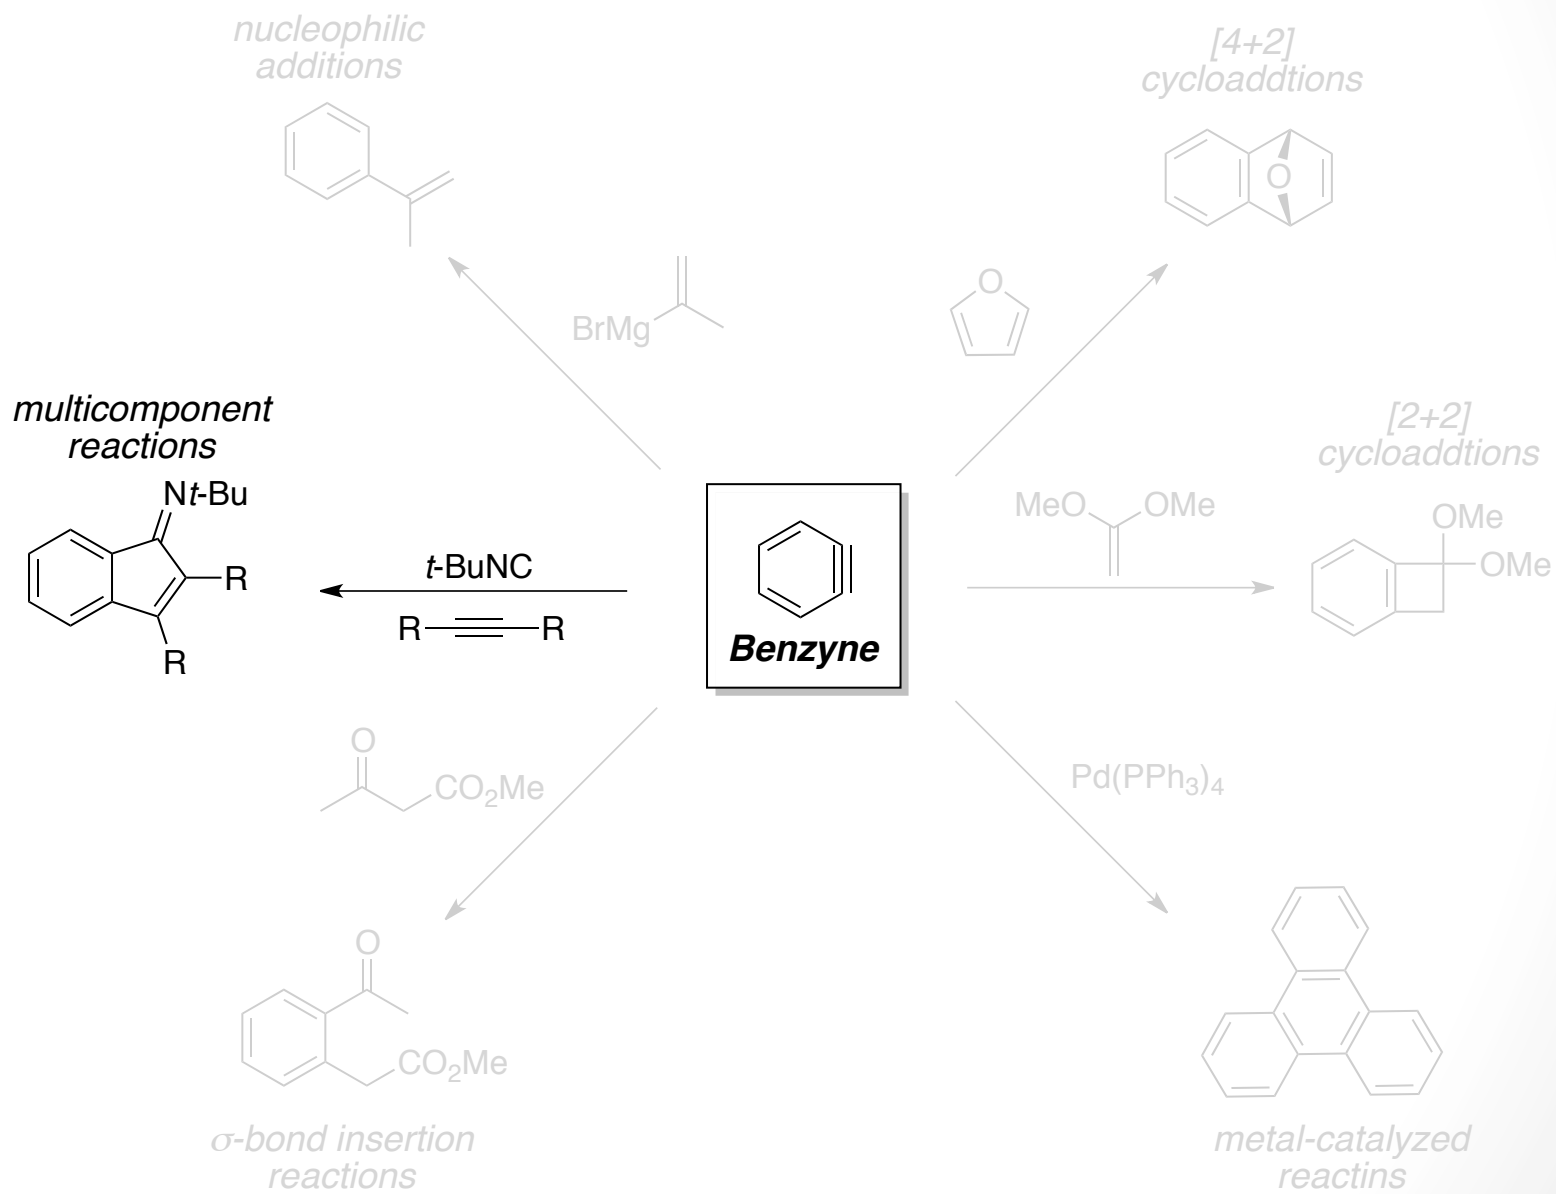 nucleophilic
additions
[4+2]
cycloaddtions
O
O
BrMg
multicomponent
reactions
Nt-Bu
R
R
t-BuNC
R R
Benzyne
[2+2]
cycloaddtions
MeO OMe
OMe
OMe
O
CO2Me
Pd(PPh3)4
O
CO2Me
σ-bond insertion
reactions
metal-catalyzed
reactins